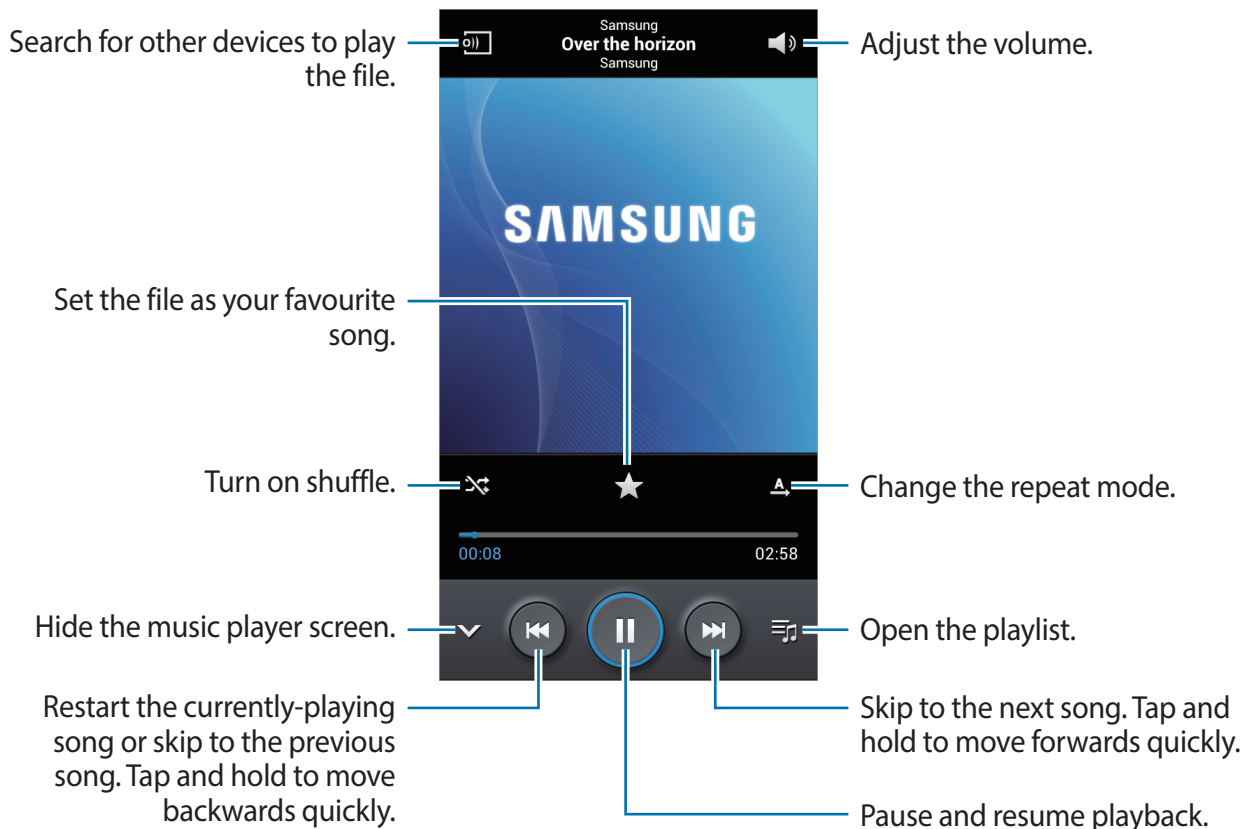 Search for other devices to play
the file.
Samsung
Over the horizon
Samsung
Adjust the volume.
SAMSUNG
Set the file as your favourite
song.
Turn on shuffle.
A
Change the repeat mode.
00:08
02:58
Hide the music player screen.
Open the playlist.
Restart the currently-playing
song or skip to the previous
song. Tap and hold to move
backwards quickly.
Skip to the next song. Tap and
hold to move forwards quickly.
Pause and resume playback.